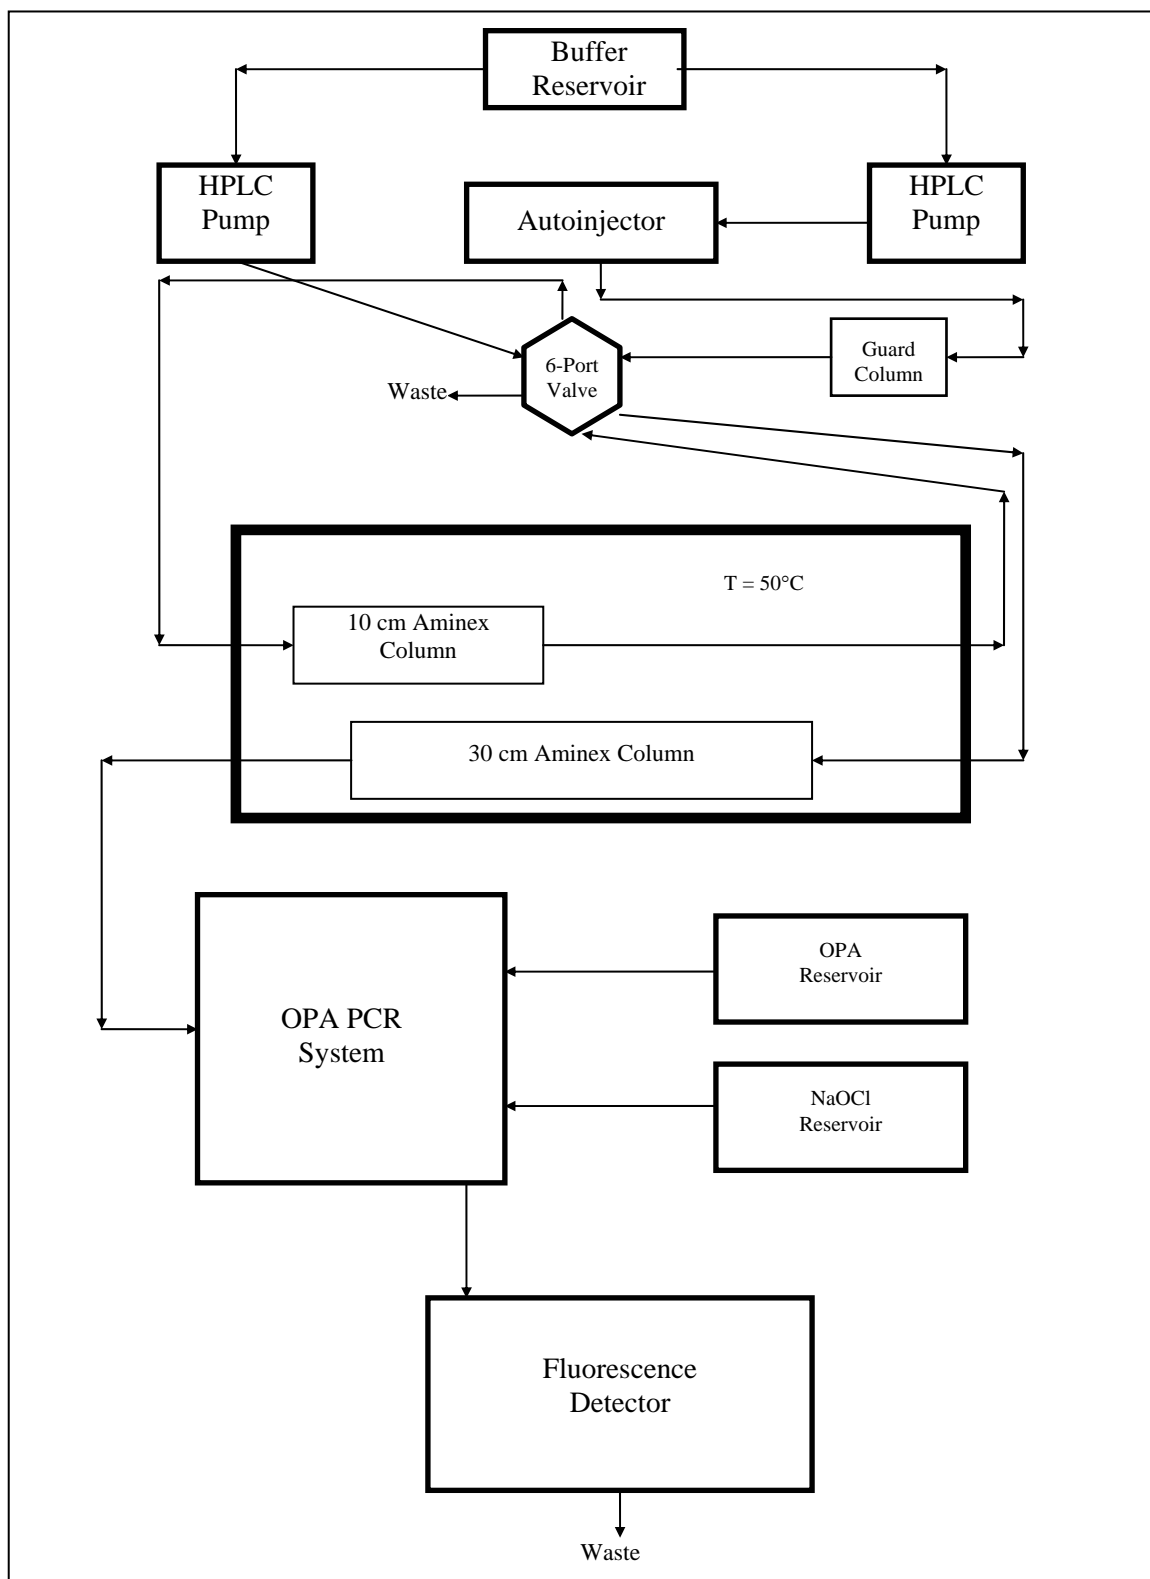 Buffer
Reservoir
HPLC
Pump
Autoinjector
HPLC
Pump
6-Port
Valve
Guard
Column
Waste
T = 50°C
10 cm Aminex
Column
30 cm Aminex Column
OPA PCR
System
OPA
Reservoir
NaOCl
Reservoir
Fluorescence
Detector
Waste